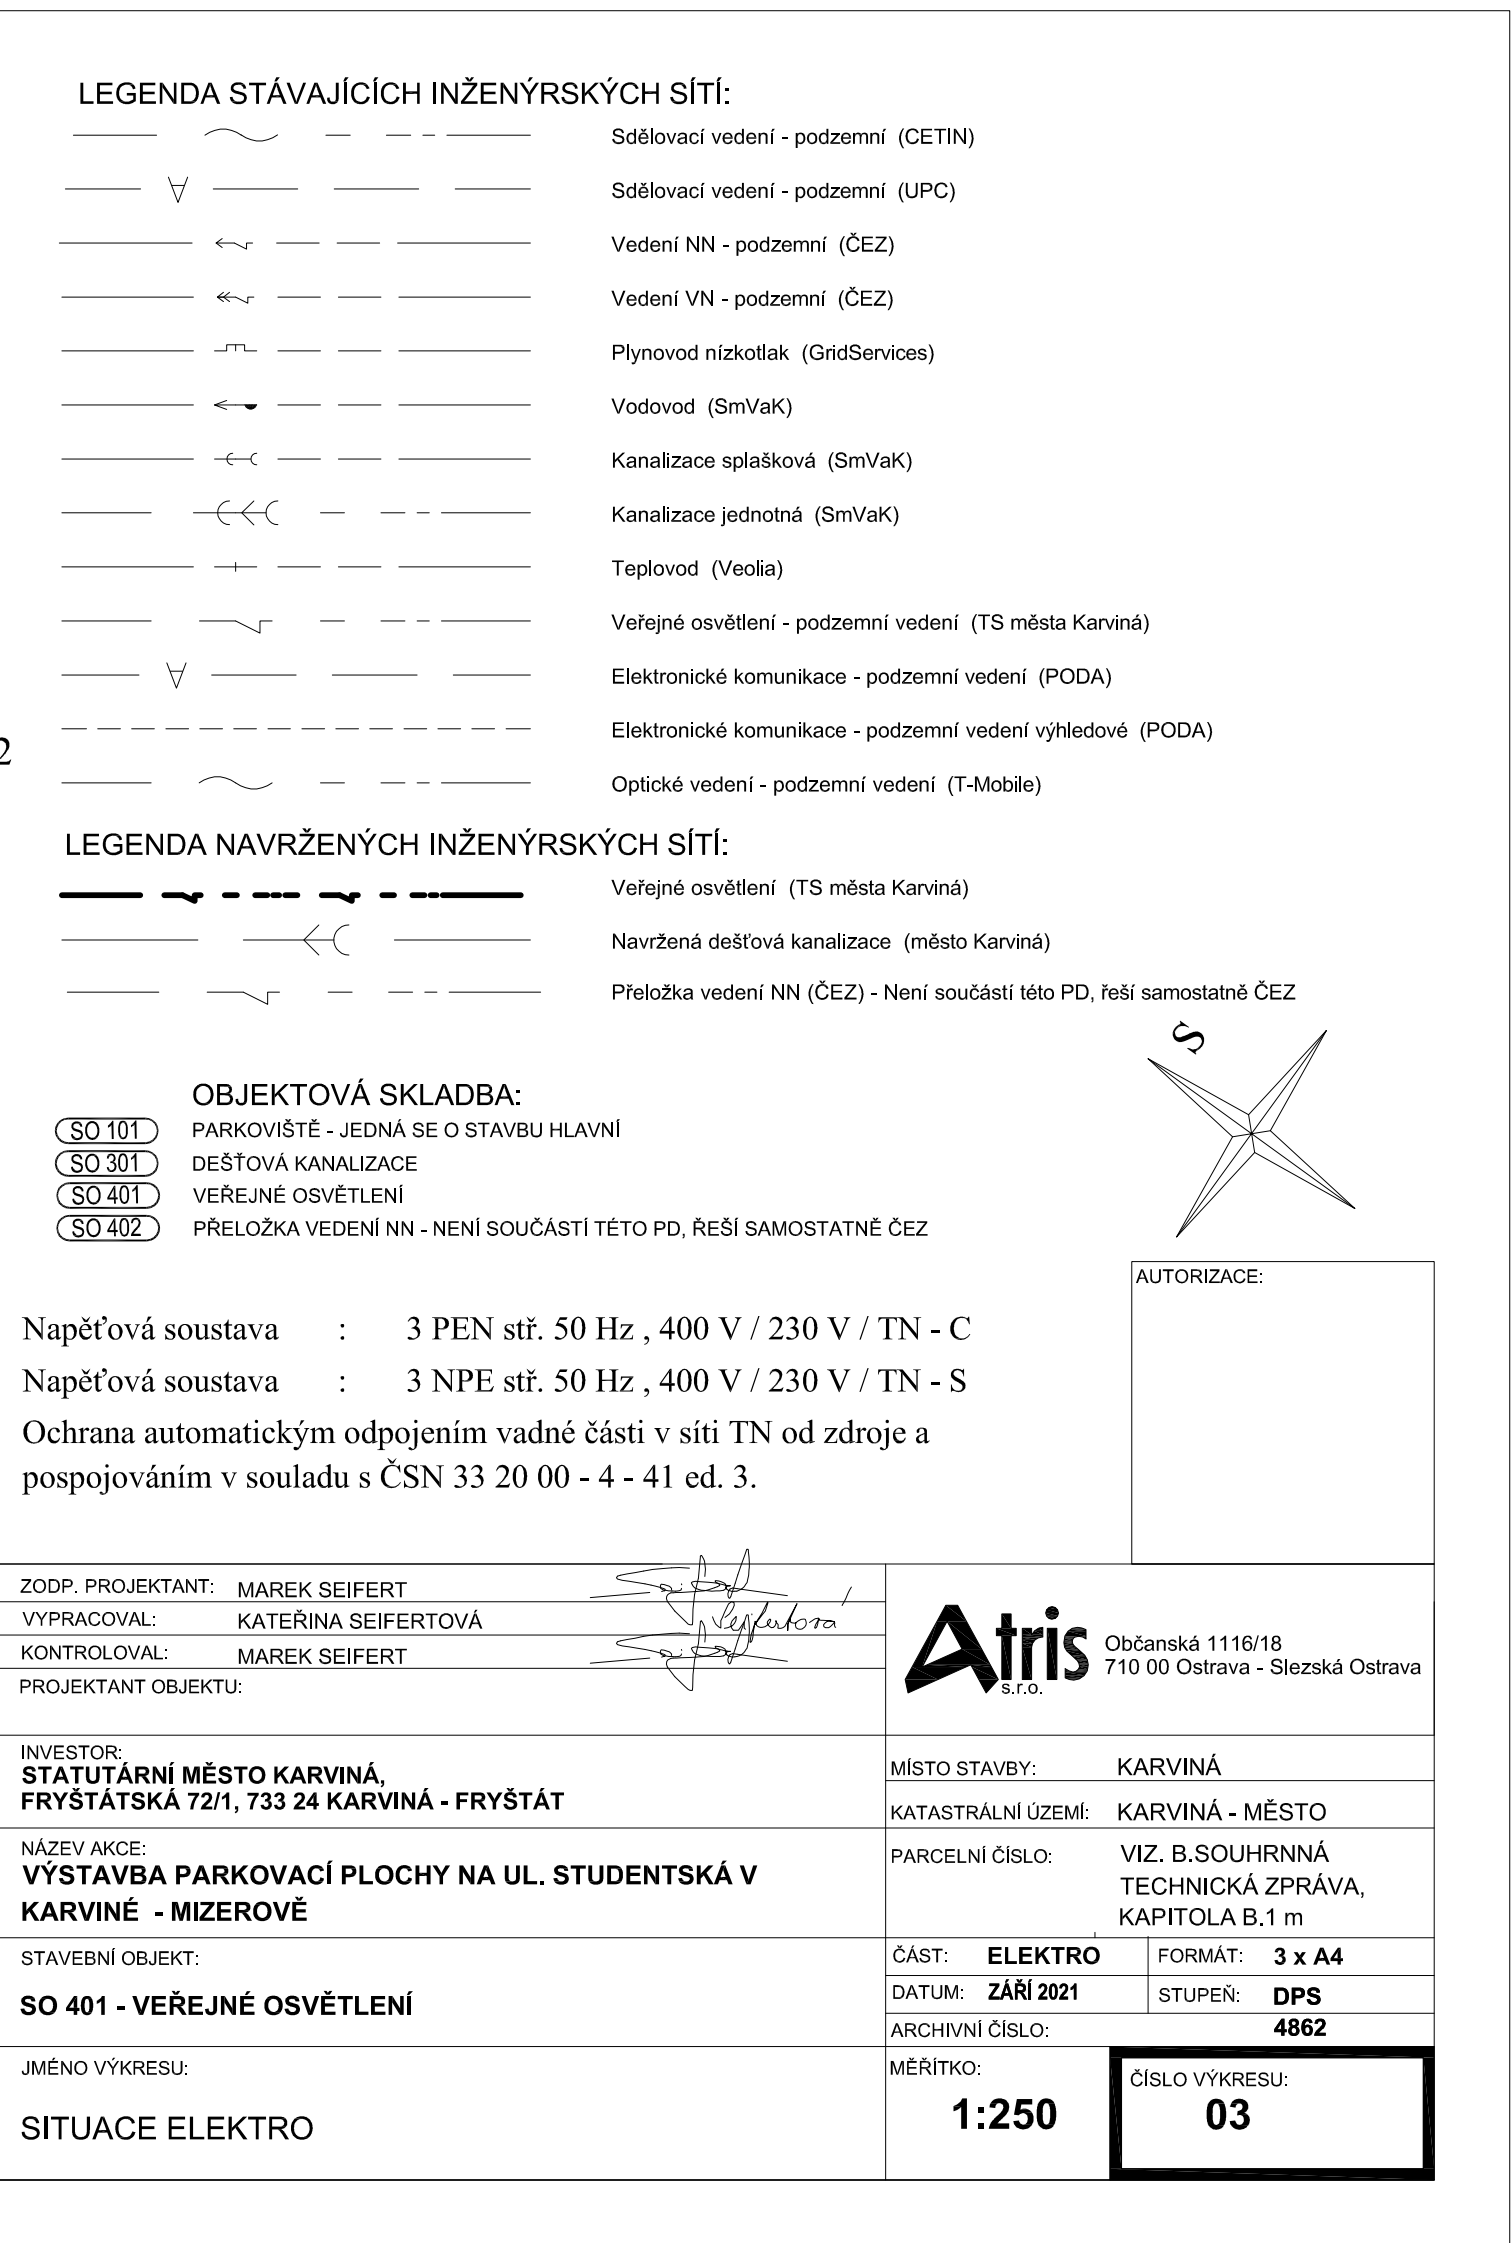 LEGENDA STÁVAJÍCÍCH INŽENÝRSKÝCH SÍTÍ:
Sdělovací vedení - podzemní (CETIN)
Sdělovací vedení - podzemní (UPC)
Vedení NN - podzemní (ČEZ)
Vedení VN - podzemní (ČEZ)
Plynovod nízkotlak (GridServices)
Vodovod (SmVaK)
Kanalizace splašková (SmVaK)
Kanalizace jednotná (SmVaK)
Teplovod (Veolia)
Veřejné osvětlení - podzemní vedení (TS města Karviná)
Elektronické komunikace - podzemní vedení (PODA)
Elektronické komunikace - podzemní vedení výhledové (PODA)
2
Optické vedení - podzemní vedení (T-Mobile)
LEGENDA NAVRŽENÝCH INŽENÝRSKÝCH SÍTÍ:
Veřejné osvětlení (TS města Karviná)
Navržená dešťová kanalizace (město Karviná)
Přeložka vedení NN (ČEZ) - Není součástí této PD, řeší samostatně ČEZ
S
OBJEKTOVÁ SKLADBA:
SO 101 PARKOVIŠTĚ - JEDNÁ SE O STAVBU HLAVNÍ
SO 301 DEŠŤOVÁ KANALIZACE
SO 401 VEŘEJNÉ OSVĚTLENÍ
SO 402 PŘELOŽKA VEDENÍ NN - NENÍ SOUČÁSTÍ TÉTO PD, ŘEŠÍ SAMOSTATNĚ ČEZ
AUTORIZACE:
Napěťová soustava : 3 PEN stř. 50 Hz , 400 V / 230 V / TN - C
Napěťová soustava : 3 NPE stř. 50 Hz , 400 V / 230 V / TN - S
Ochrana automatickým odpojením vadné části v síti TN od zdroje a
pospojováním v souladu s ČSN 33 20 00 - 4 - 41 ed. 3.
ZODP. PROJEKTANT: MAREK SEIFERT
VYPRACOVAL: KATEŘINA SEIFERTOVÁ Seifertová
KONTROLOVAL: MAREK SEIFERT
PROJEKTANT OBJEKTU:
Atris
s.r.o.
Občanská 1116/18
710 00 Ostrava - Slezská Ostrava
INVESTOR:
STATUTÁRNÍ MĚSTO KARVINÁ,
FRYŠTÁTSKÁ 72/1, 733 24 KARVINÁ - FRYŠTÁT
MÍSTO STAVBY: KARVINÁ
KATASTRÁLNÍ ÚZEMÍ: KARVINÁ - MĚSTO
NÁZEV AKCE:
VÝSTAVBA PARKOVACÍ PLOCHY NA UL. STUDENTSKÁ V
KARVINÉ - MIZEROVĚ
PARCELNÍ ČÍSLO: VIZ. B.SOUHRNNÁ
TECHNICKÁ ZPRÁVA,
KAPITOLA B.1 m
STAVEBNÍ OBJEKT:
SO 401 - VEŘEJNÉ OSVĚTLENÍ
ČÁST: ELEKTRO FORMÁT: 3 x A4
DATUM: ZÁŘÍ 2021 STUPEŇ: DPS
ARCHIVNÍ ČÍSLO: 4862
JMÉNO VÝKRESU:
SITUACE ELEKTRO
MĚŘÍTKO:
1:250
ČÍSLO VÝKRESU:
03